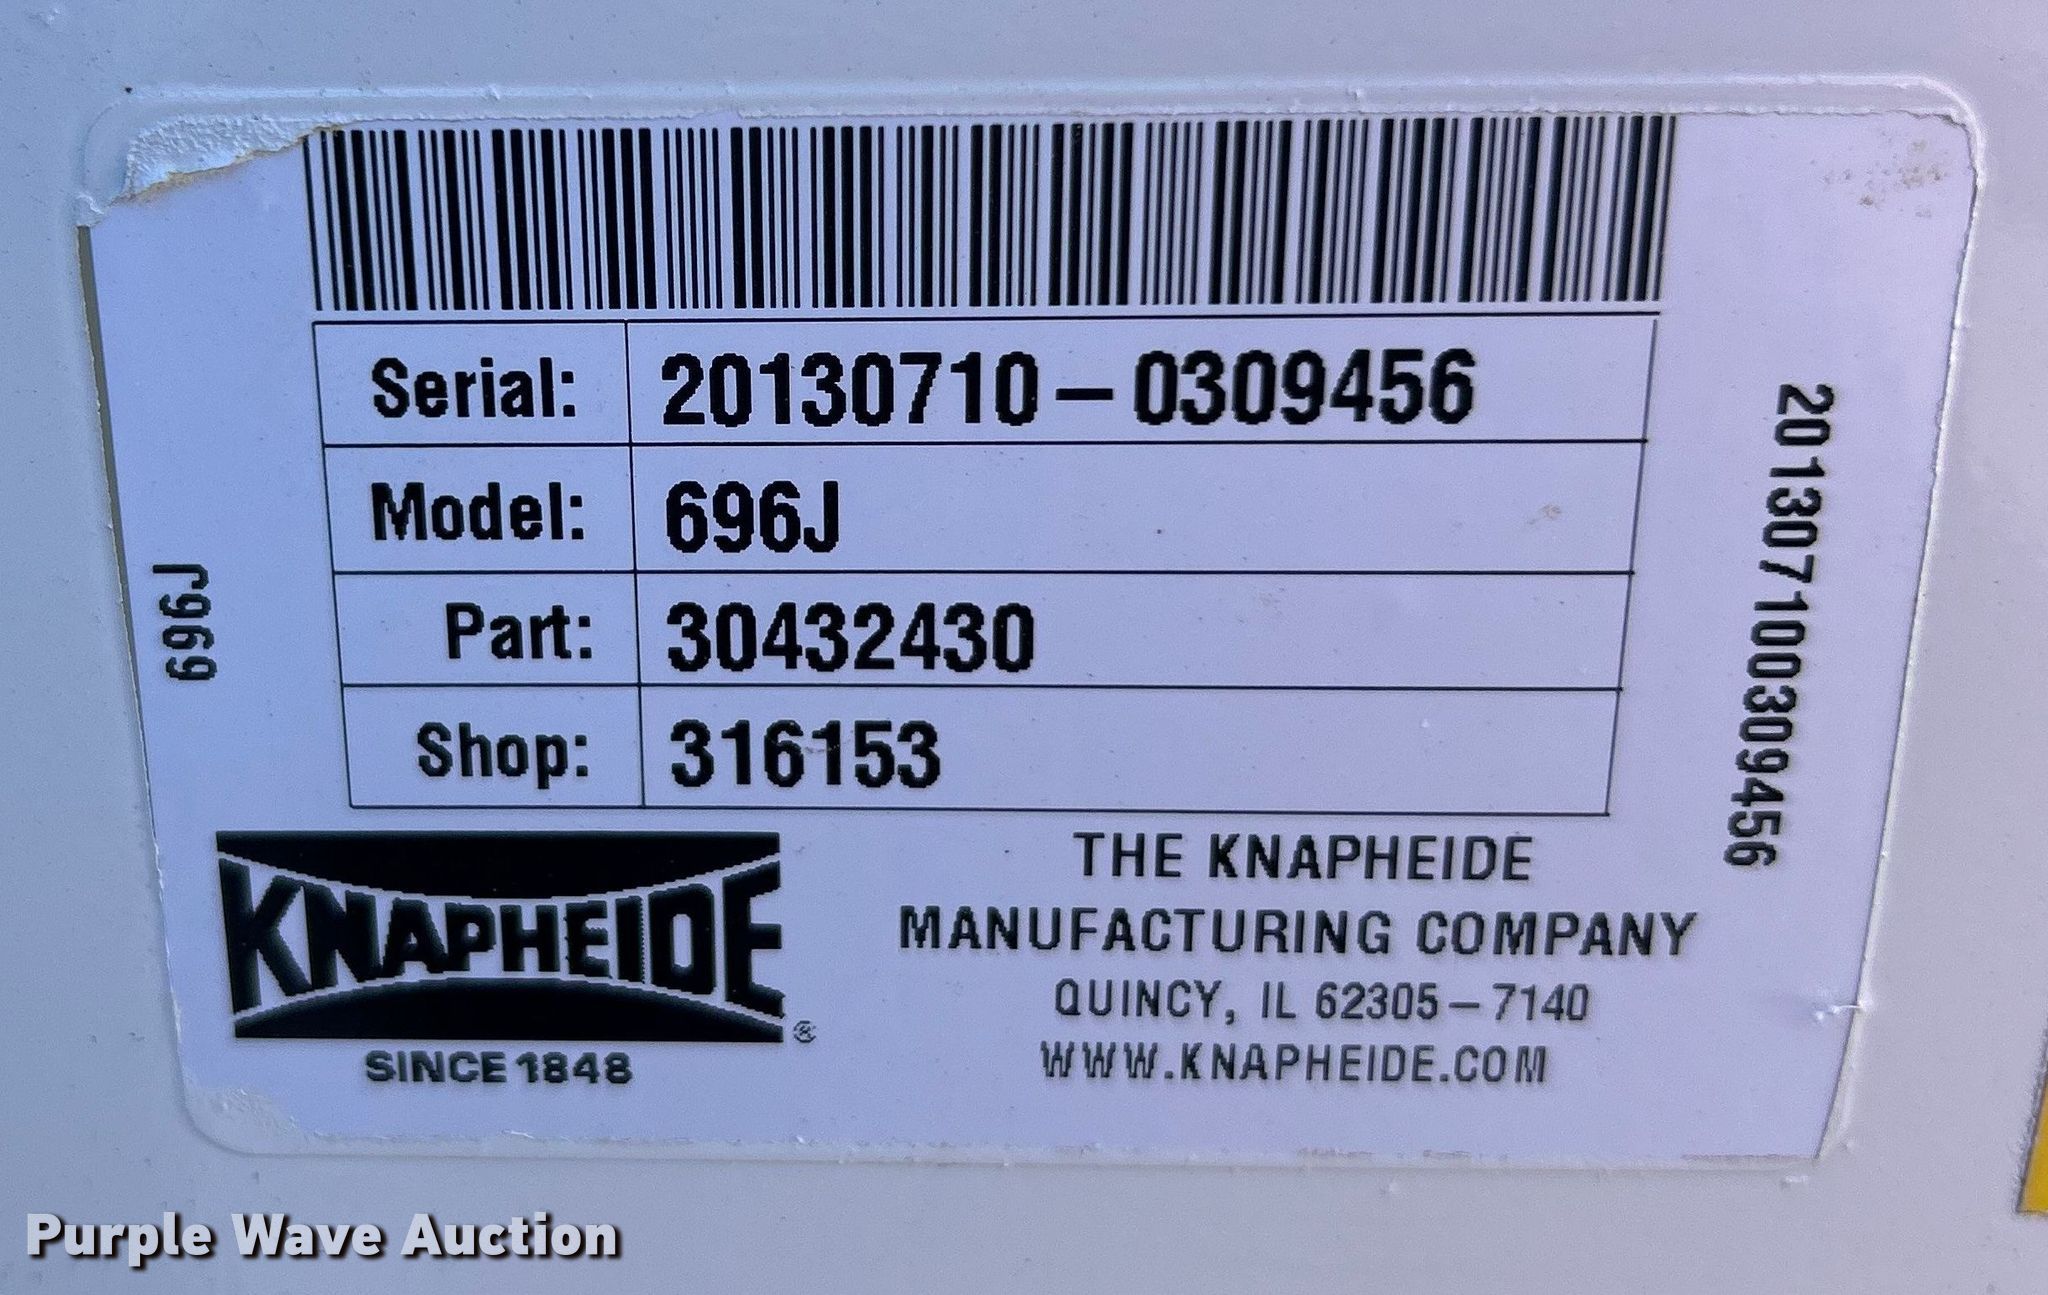 Serial: 20130710-0309456
Model: 696J
Part: 30432430
Shop: 316153
696J
201307100309456
KNAPHEIDE®
SINCE 1848
THE KNAPHEIDE
MANUFACTURING COMPANY
QUINCY, IL 62305-7140
WWW.KNAPHEIDE.COM
Purple Wave Auction